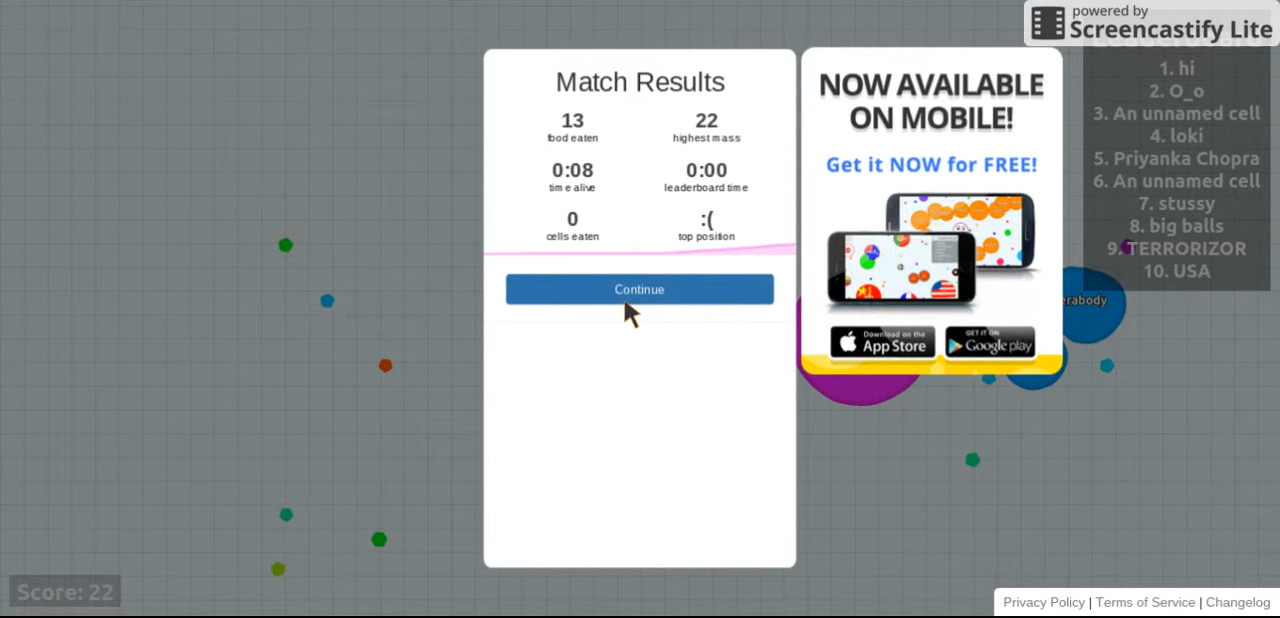 powered by
Screencastify Lite
Match Results
13
food eaten
22
highest mass
0:08
time alive
0:00
leaderboard time
0
cells eaten
:(
top position
Continue
NOW AVAILABLE
ON MOBILE!
Get it NOW for FREE!
Download on the
App Store
GET IT ON
Google play
1. hi
2. O_o
3. An unnamed cell
4. loki
5. Priyanka Chopra
6. An unnamed cell
7. stussy
8. big balls
9. TERRORIZOR
10. USA
erabody
Score: 22
Privacy Policy | Terms of Service | Changelog